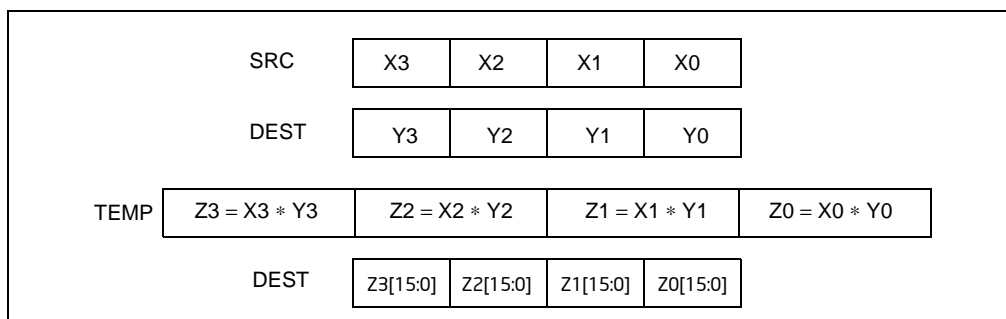 SRC X3 X2 X1 X0
DEST Y3 Y2 Y1 Y0
TEMP Z3 = X3 ∗ Y3 Z2 = X2 ∗ Y2 Z1 = X1 ∗ Y1 Z0 = X0 ∗ Y0
DEST Z3[15:0] Z2[15:0] Z1[15:0] Z0[15:0]